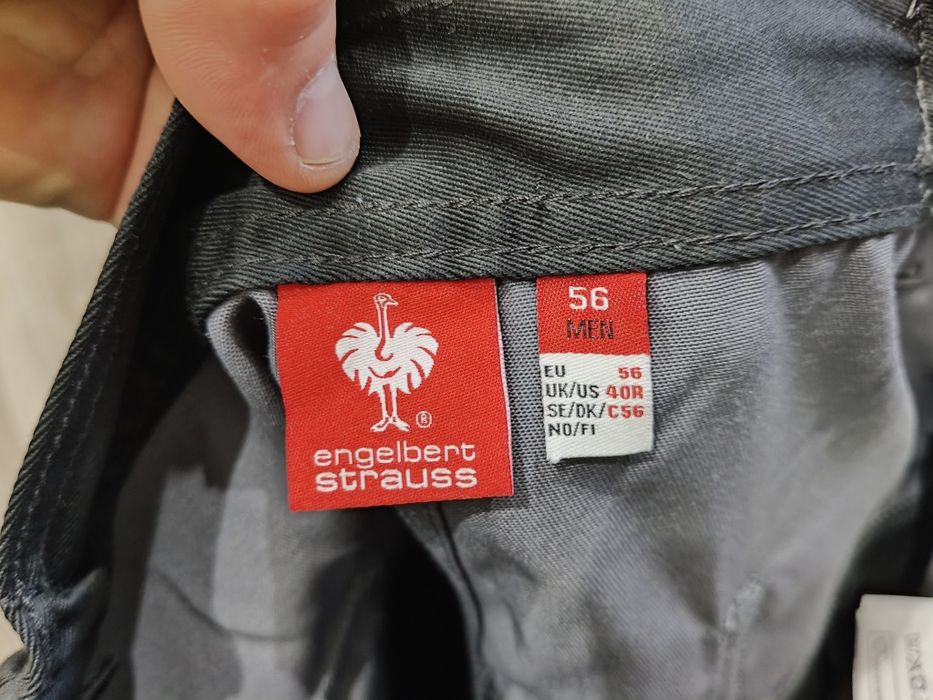 ®
engelbert
strauss
56
MEN
EU 56
UK/US 40R
SE/DK/C56
NO/FI